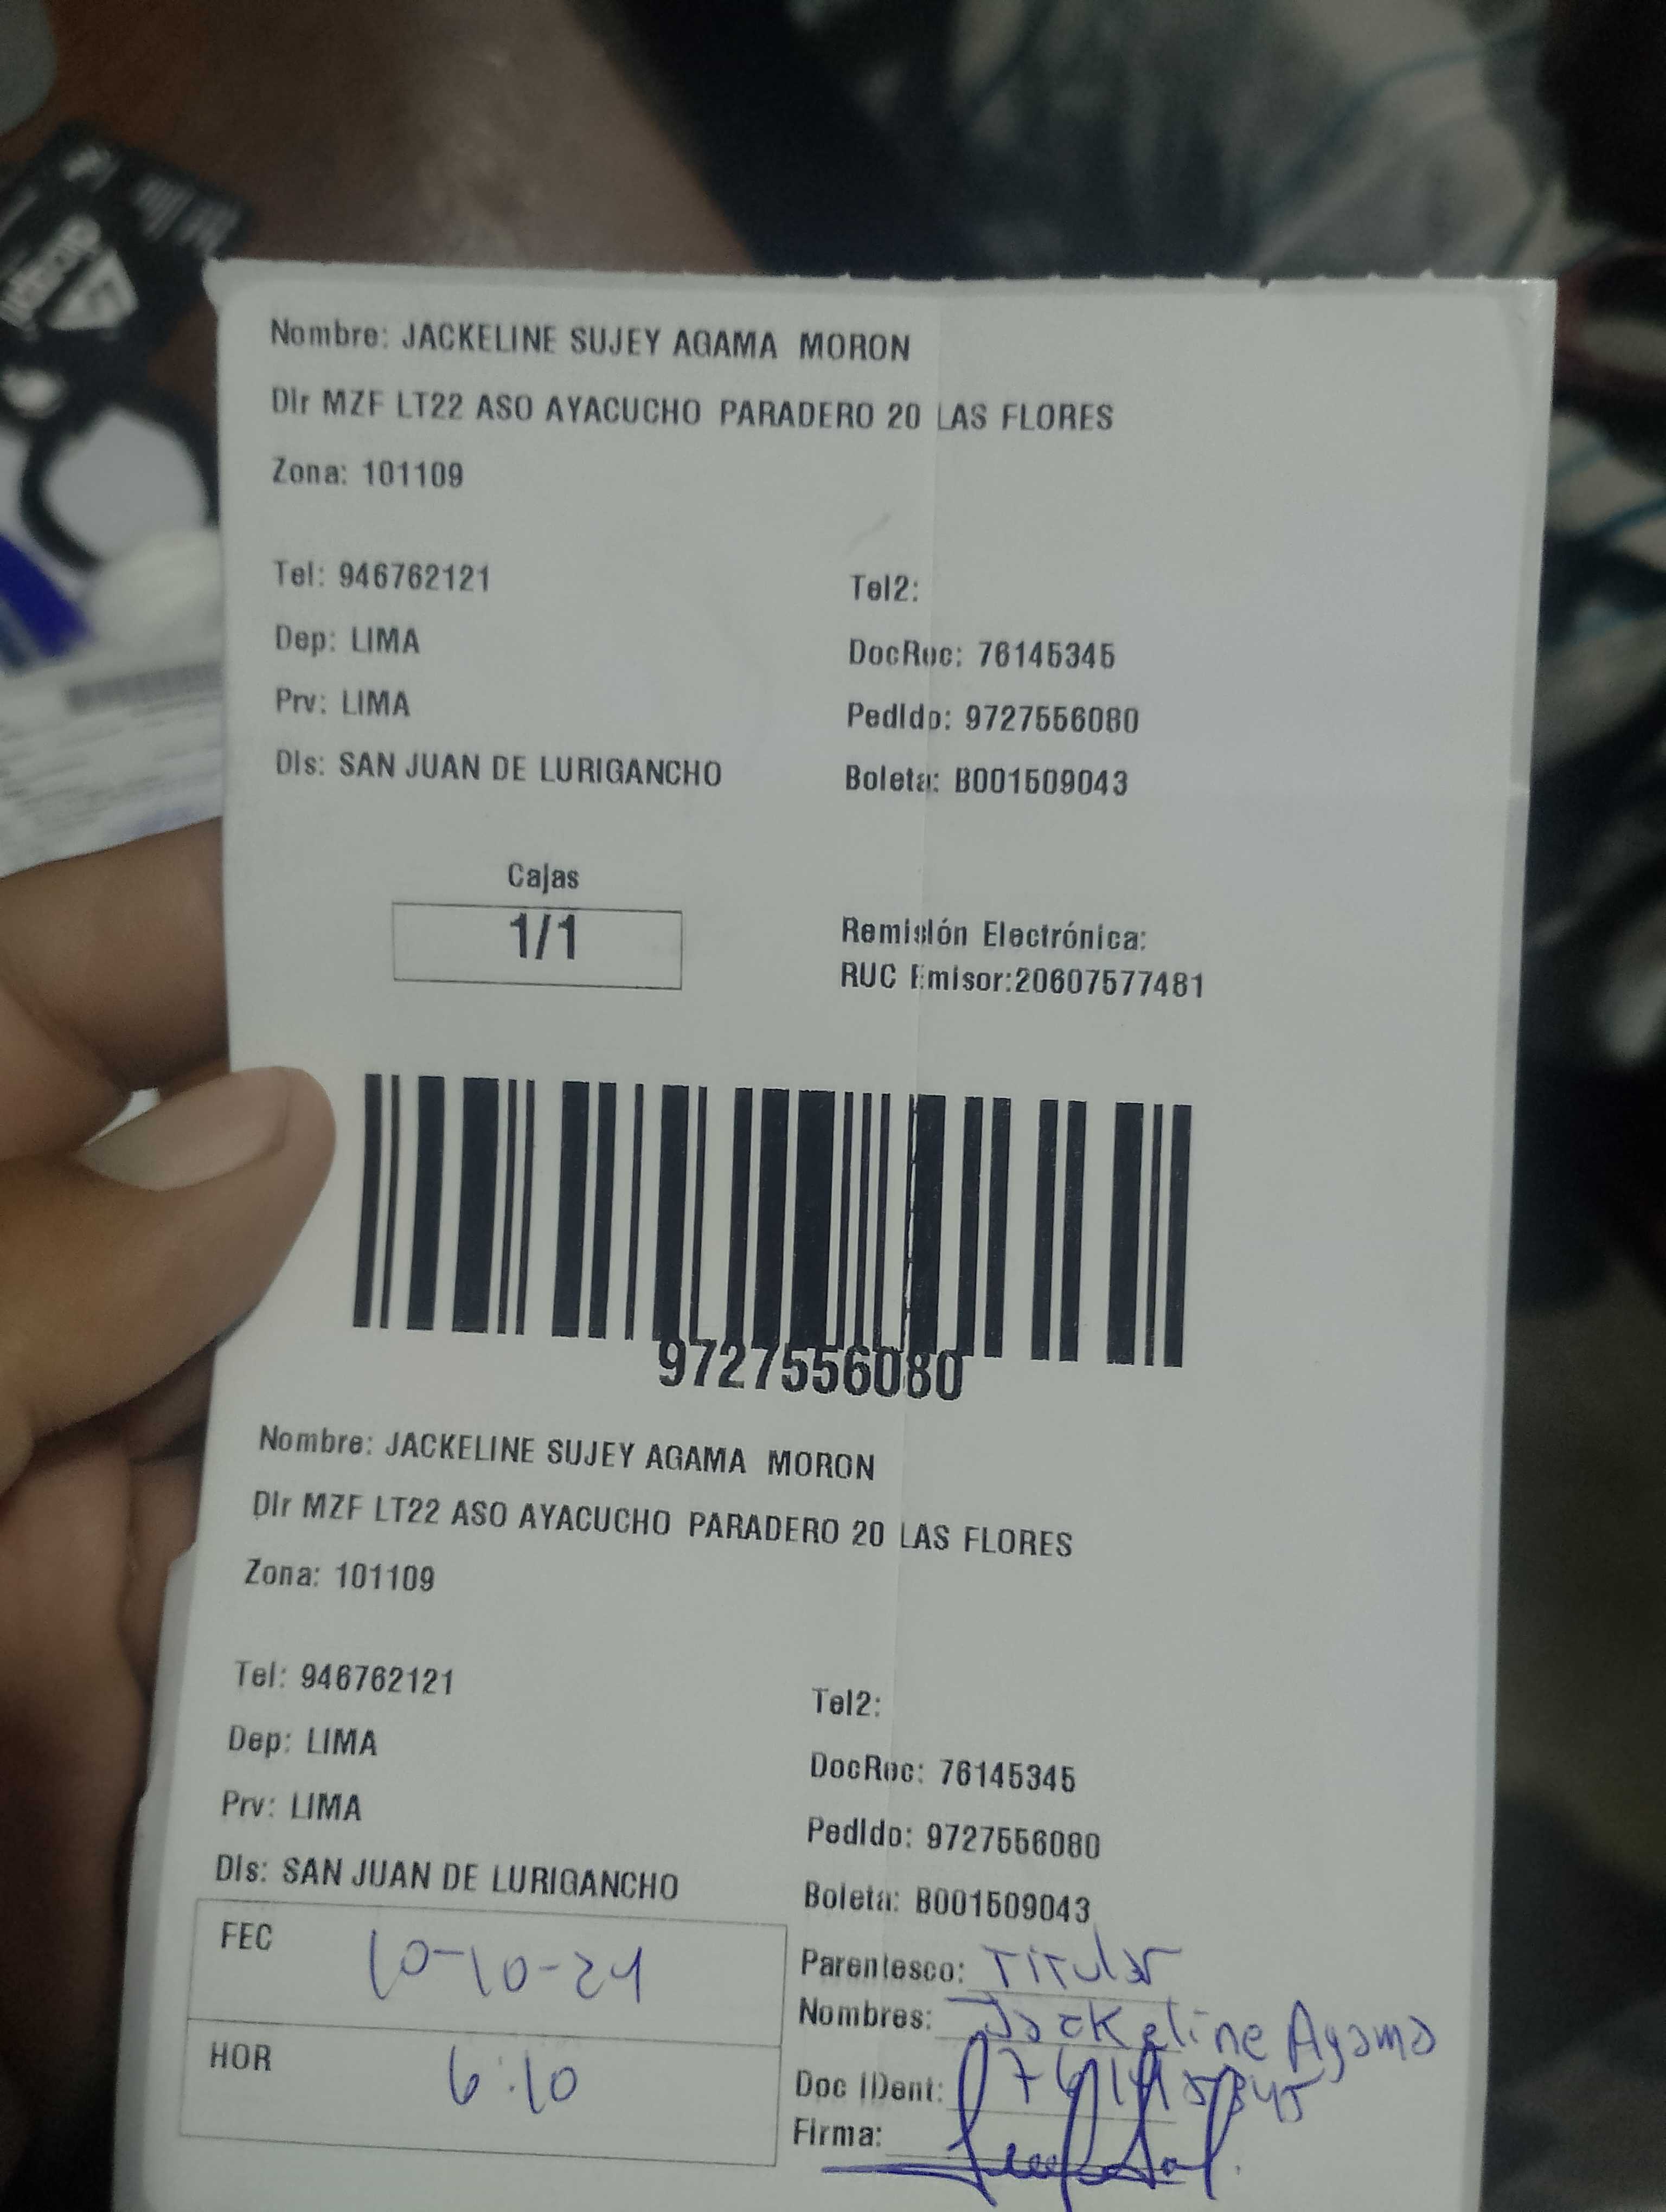 Nombre: JACKELINE SUJEY AGAMA MORON
Dir MZF LT22 ASO AYACUCHO PARADERO 20 LAS FLORES
Zona: 101109
Tel: 946762121
Tel2:
Dep: LIMA
DocRec: 76145345
Prv: LIMA
Pedido: 9727556080
Dis: SAN JUAN DE LURIGANCHO
Boleta: B001509043
Cajas
1/1
Remisión Electrónica:
RUC Emisor:20607577481
9727556080
Nombre: JACKELINE SUJEY AGAMA MORON
Dir MZF LT22 ASO AYACUCHO PARADERO 20 LAS FLORES
Zona: 101109
Tel: 946762121
Tel2:
Dep: LIMA
DocRec: 76145345
Prv: LIMA
Pedido: 9727556080
Dis: SAN JUAN DE LURIGANCHO
Boleta: B001509043
FEC 10-10-24
Parentesco: Titular
Nombres: Jackeline Agama
HOR 6:10
Doc IDent: 76145345
Firma: